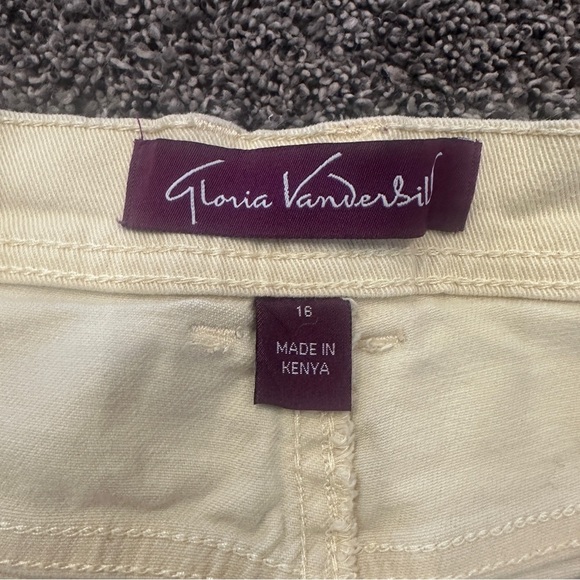 Gloria Vanderbilt
16
MADE IN
KENYA